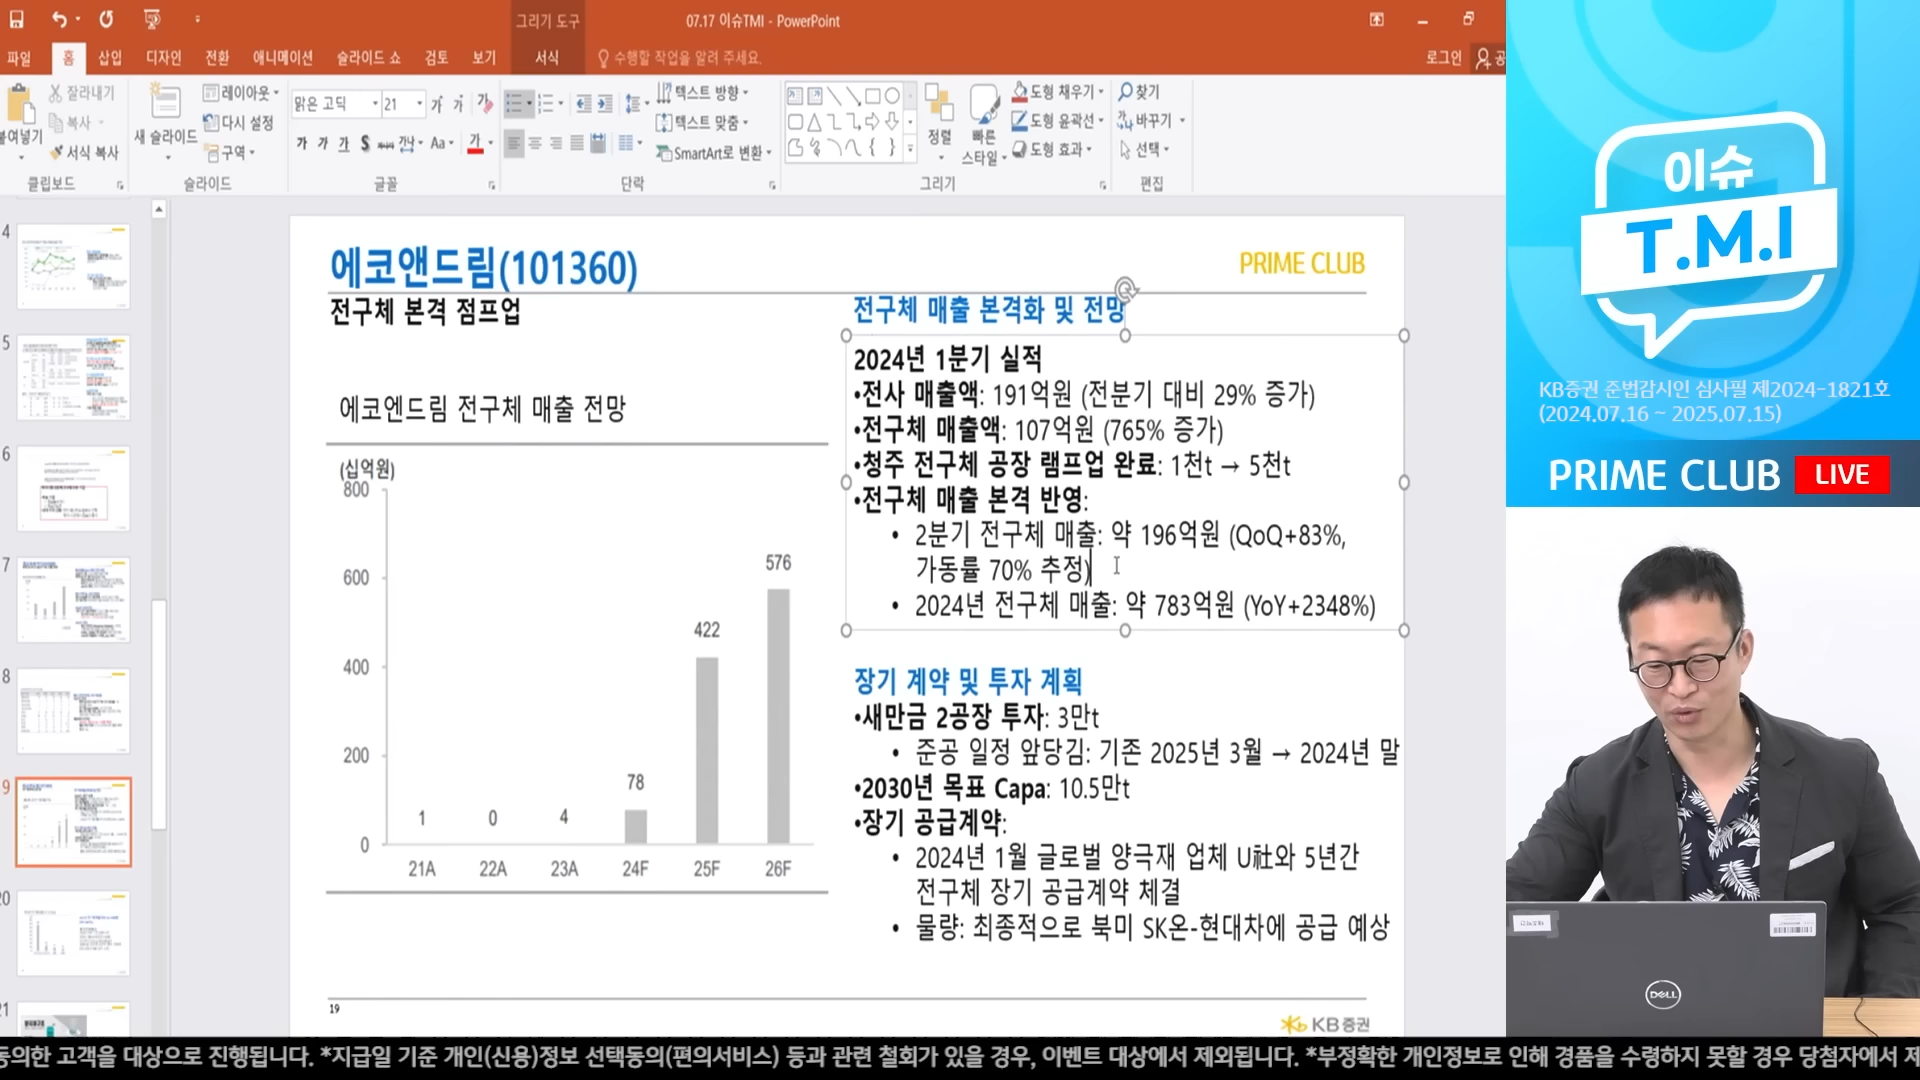 그리기 도구
07.17 이슈TMI - PowerPoint
파일 홈 삽입 디자인 전환 애니메이션 슬라이드 쇼 검토 보기 서식 수행할 작업을 알려 주세요. 로그인 공
붙여넣기
잘라내기
복사
서식 복사
클립보드
새 슬라이드
레이아웃
다시 설정
구역
슬라이드
맑은 고딕 21
글꼴
텍스트 방향
텍스트 맞춤
SmartArt로 변환
단락
정렬
빠른
스타일
도형 채우기
도형 윤곽선
도형 효과
그리기
찾기
바꾸기
선택
편집
4
5
6
7
8
9
20
21
에코앤드림(101360)
PRIME CLUB
전구체 본격 점프업
에코엔드림 전구체 매출 전망
(십억원)
800
600
400
200
0
1
0
4
78
422
576
21A 22A 23A 24F 25F 26F
전구체 매출 본격화 및 전망
2024년 1분기 실적
•전사 매출액: 191억원 (전분기 대비 29% 증가)
•전구체 매출액: 107억원 (765% 증가)
•청주 전구체 공장 램프업 완료: 1천t → 5천t
•전구체 매출 본격 반영:
• 2분기 전구체 매출: 약 196억원 (QoQ+83%,
가동률 70% 추정)
• 2024년 전구체 매출: 약 783억원 (YoY+2348%)
장기 계약 및 투자 계획
•새만금 2공장 투자: 3만t
• 준공 일정 앞당김: 기존 2025년 3월 → 2024년 말
•2030년 목표 Capa: 10.5만t
•장기 공급계약:
• 2024년 1월 글로벌 양극재 업체 U社와 5년간
전구체 장기 공급계약 체결
• 물량: 최종적으로 북미 SK온-현대차에 공급 예상
19
KB증권
이슈
T.M.I
KB증권 준법감시인 심사필 제2024-1821호
(2024.07.16 ~ 2025.07.15)
PRIME CLUB LIVE
DELL
동의한 고객을 대상으로 진행됩니다. *지급일 기준 개인(신용)정보 선택동의(편의서비스) 등과 관련 철회가 있을 경우, 이벤트 대상에서 제외됩니다. *부정확한 개인정보로 인해 경품을 수령하지 못할 경우 당첨자에서 제